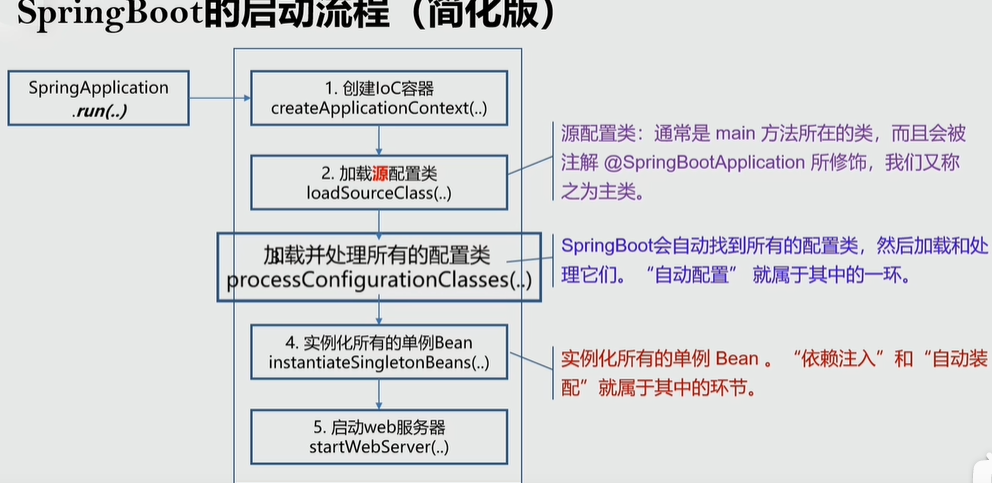 SpringBoot的启动流程（简化版）
SpringApplication
.run(..)
1. 创建IoC容器
createApplicationContext(..)
2. 加载源配置类
loadSourceClass(..)
源配置类：通常是 main 方法所在的类，而且会被
注解 @SpringBootApplication 所修饰，我们又称
之为主类。
加载并处理所有的配置类
processConfigurationClasses(..)
SpringBoot会自动找到所有的配置类，然后加载和处
理它们。“自动配置” 就属于其中的一环。
4. 实例化所有的单例Bean
instantiateSingletonBeans(..)
实例化所有的单例 Bean 。“依赖注入”和“自动装
配”就属于其中的环节。
5. 启动web服务器
startWebServer(..)